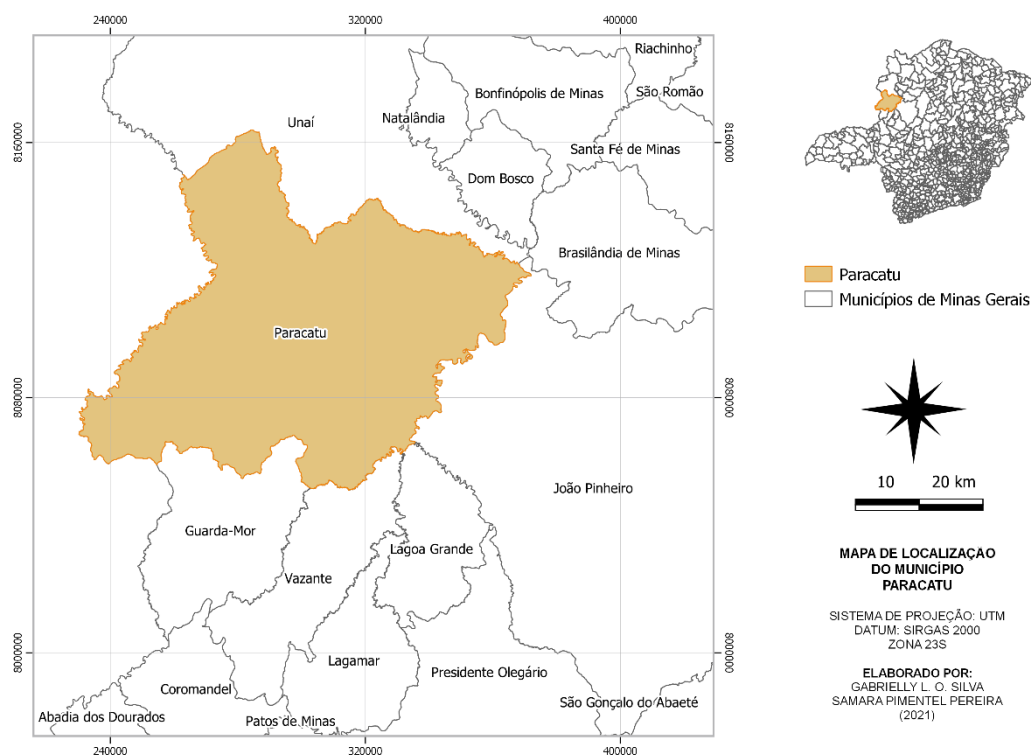 240000
320000
400000
Riachinho
Bonfinópolis de Minas
São Romão
Unaí
Natalândia
8160000
8160000
Santa Fé de Minas
Dom Bosco
Brasilândia de Minas
Paracatu
Paracatu
Municípios de Minas Gerais
8080000
8080000
10 20 km
João Pinheiro
Guarda-Mor
Lagoa Grande
Vazante
MAPA DE LOCALIZAÇAO
DO MUNICÍPIO
PARACATU
SISTEMA DE PROJEÇÃO: UTM
DATUM: SIRGAS 2000
ZONA 23S
8000000
8000000
Lagamar
Presidente Olegário
Coromandel
São Gonçalo do Abaeté
Abadia dos Dourados
Patos de Minas
ELABORADO POR:
GABRIELLY L. O. SILVA
SAMARA PIMENTEL PEREIRA
(2021)
240000
320000
400000